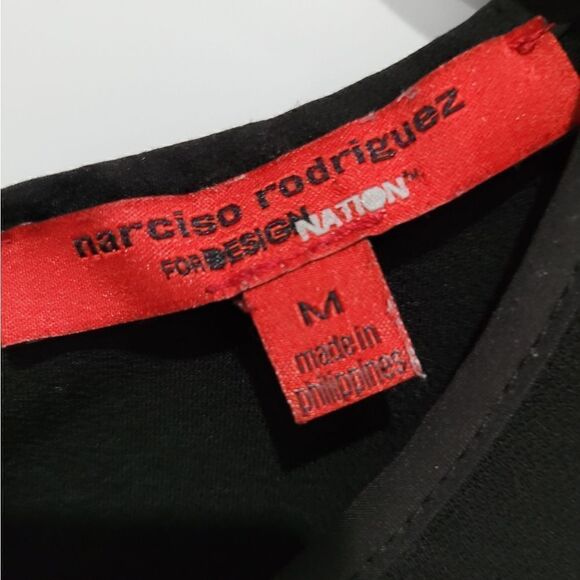 narciso rodriguez
FOR DESIGNNATION™
M
made in
philippines